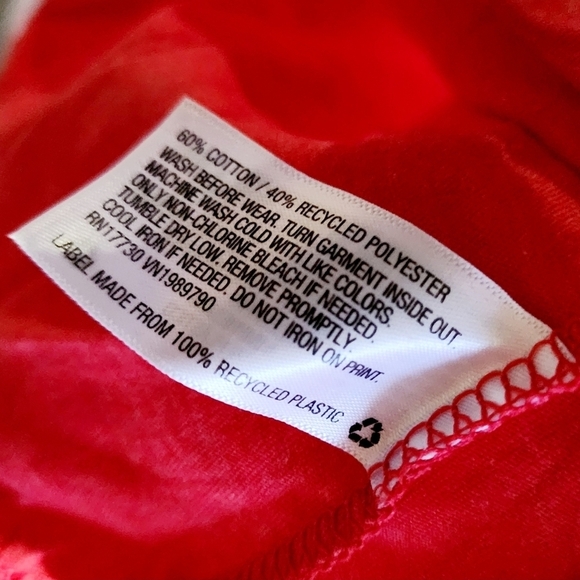 60% COTTON / 40% RECYCLED POLYESTER
WASH BEFORE WEAR. TURN GARMENT INSIDE OUT.
MACHINE WASH COLD WITH LIKE COLORS.
ONLY NON-CHLORINE BLEACH IF NEEDED.
TUMBLE DRY LOW. REMOVE PROMPTLY.
COOL IRON IF NEEDED. DO NOT IRON ON PRINT.
RN17730 VN1989790
LABEL MADE FROM 100% RECYCLED PLASTIC